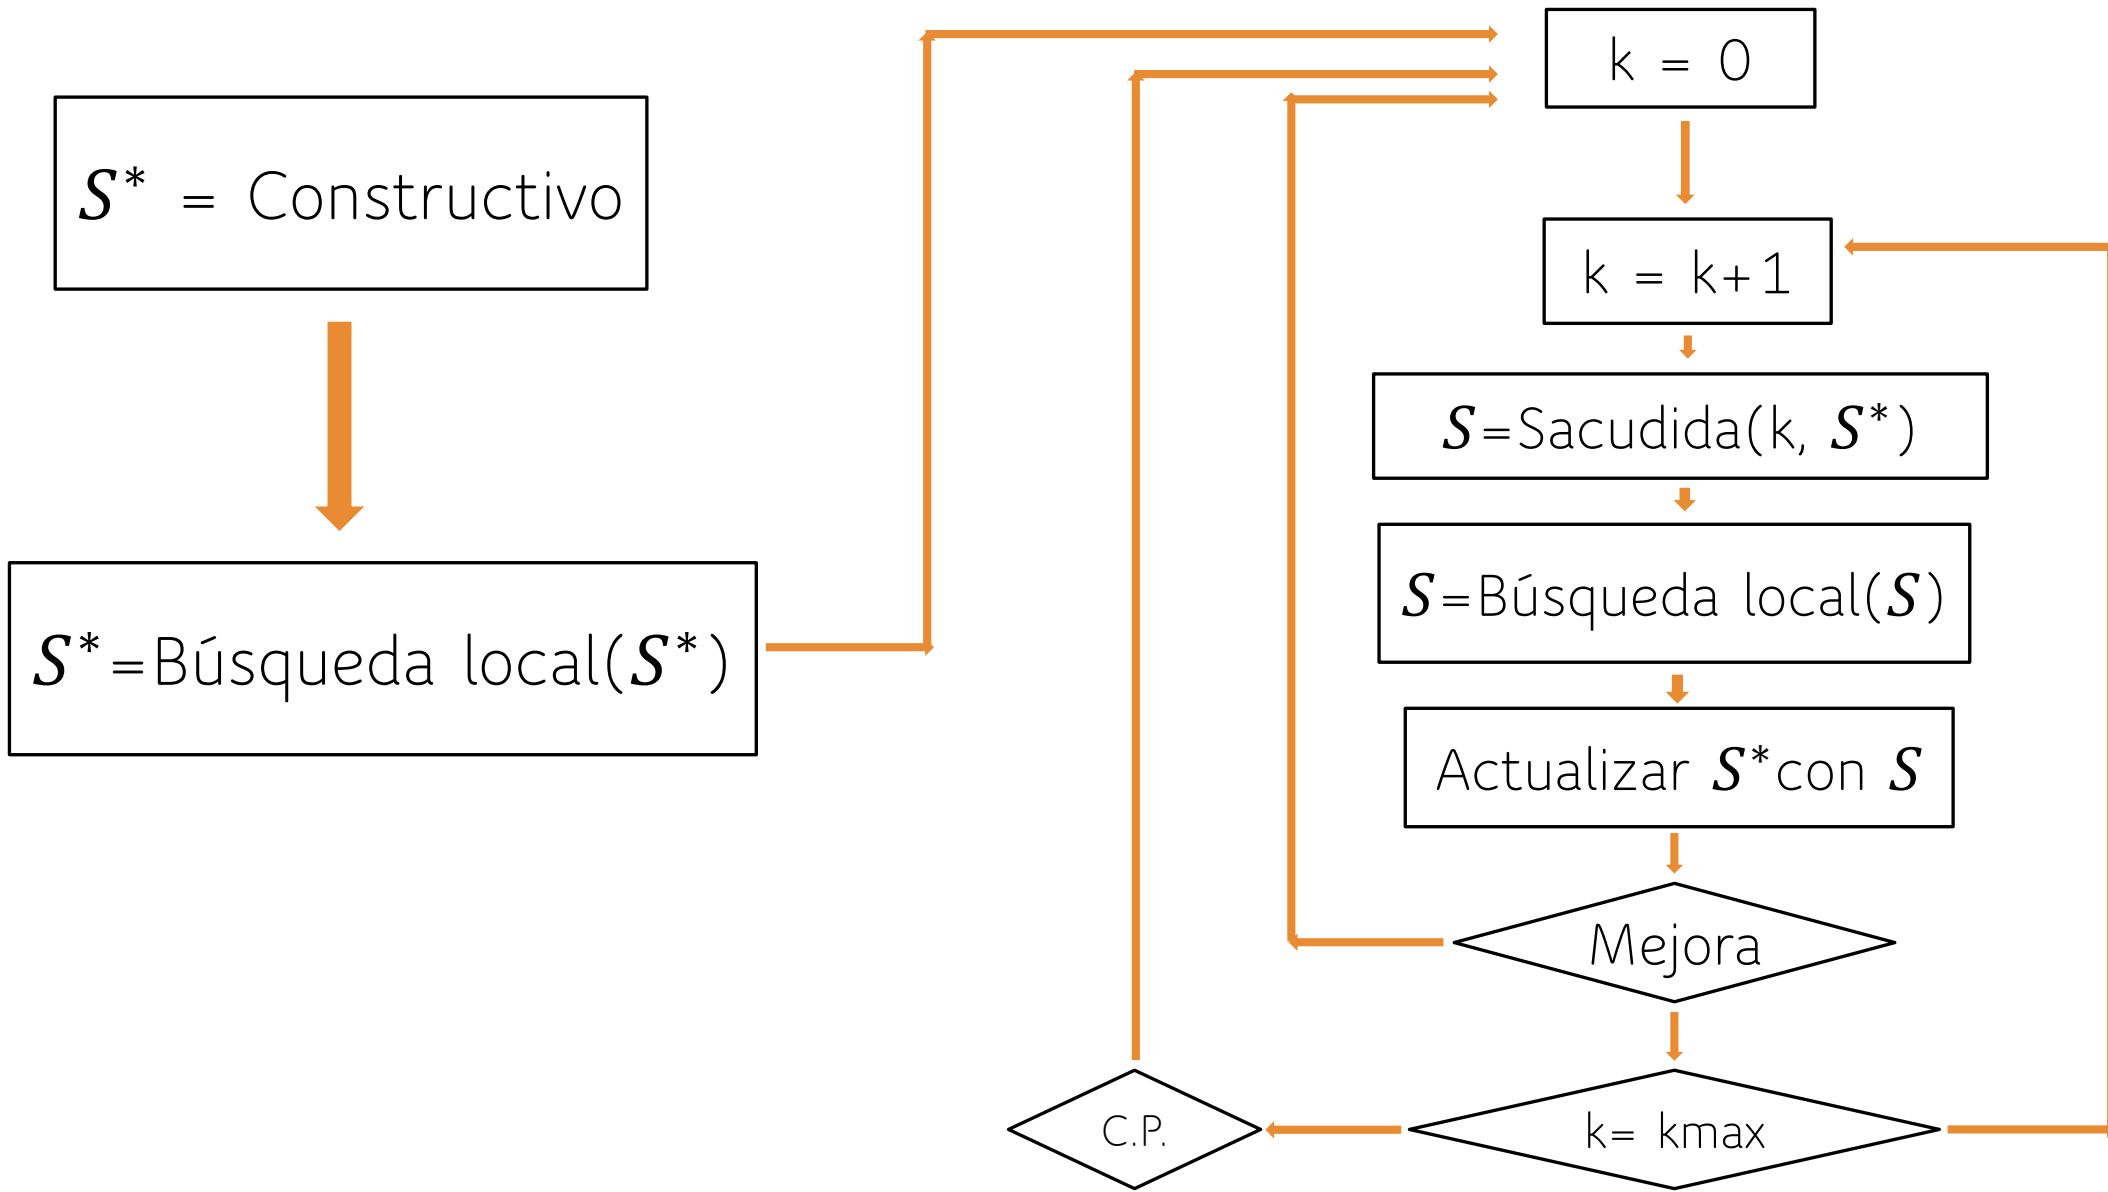 S* = Constructivo
S*=Búsqueda local(S*)
k = 0
k = k+1
S=Sacudida(k, S*)
S=Búsqueda local(S)
Actualizar S*con S
Mejora
k= kmax
C.P.